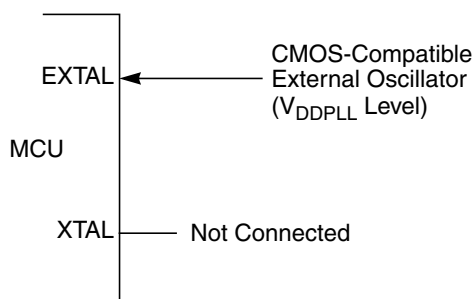 EXTAL
CMOS-Compatible
External Oscillator
(VDDPLL Level)
MCU
XTAL
Not Connected